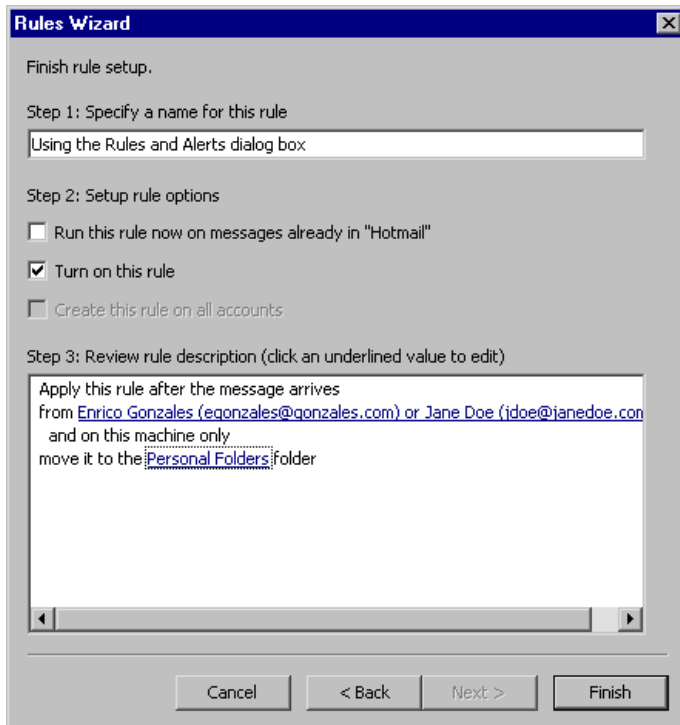 Rules Wizard
Finish rule setup.
Step 1: Specify a name for this rule
Using the Rules and Alerts dialog box
Step 2: Setup rule options
Run this rule now on messages already in "Hotmail"
Turn on this rule
Create this rule on all accounts
Step 3: Review rule description (click an underlined value to edit)
Apply this rule after the message arrives
from Enrico Gonzales (egonzales@gonzales.com) or Jane Doe (jdoe@janedoe.com
and on this machine only
move it to the Personal Folders folder
Cancel
< Back
Next >
Finish